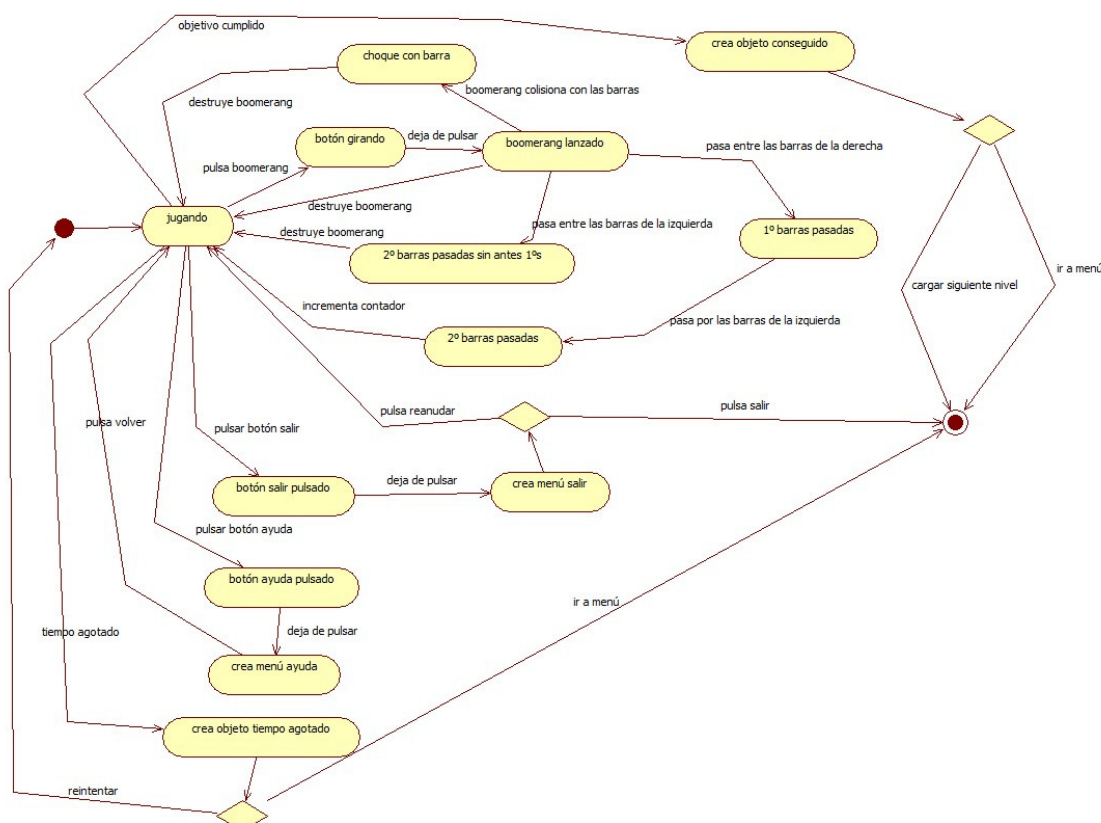 objetivo cumplido
crea objeto conseguido
choque con barra
boomerang colisiona con las barras
destruye boomerang
botón girando
deja de pulsar
boomerang lanzado
pasa entre las barras de la derecha
pulsa boomerang
destruye boomerang
jugando
pasa entre las barras de la izquierda
destruye boomerang
2º barras pasadas sin antes 1ºs
1º barras pasadas
ir a menú
cargar siguiente nivel
incrementa contador
pasa por las barras de la izquierda
2º barras pasadas
pulsa reanudar
pulsa salir
pulsa volver
pulsar botón salir
deja de pulsar
botón salir pulsado
crea menú salir
pulsar botón ayuda
botón ayuda pulsado
ir a menú
deja de pulsar
tiempo agotado
crea menú ayuda
crea objeto tiempo agotado
reintentar